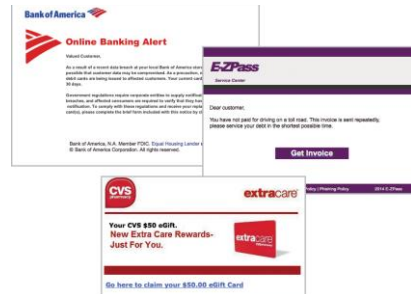 Bank of America
Online Banking Alert
Valued Customer,
As a result of a recent data breach at your local Bank of America
possible that customer data may be compromised. As a precaution,
debit cards are being issued to affected customers. Your current
30 days.
Government regulations require corporate entities to supply
breaches, and affected consumers are required to verify that they
notification. To comply with these regulations and receive your
card(s), please complete the brief form included with this notice by
Bank of America, N.A. Member FDIC. Equal Housing Lender
© Bank of America Corporation. All rights reserved.
E-ZPass
Service Center
Dear customer,
You have not paid for driving on a toll road. This invoice is sent repeatedly,
please service your debt in the shortest possible time.
Get Invoice
Policy | Phishing Policy
2014 E-ZPass
CVS
pharmacy
extracare
Your CVS $50 eGift.
New Extra Care Rewards-
Just For You.
extracare
Go here to claim your $50.00 eGift Card